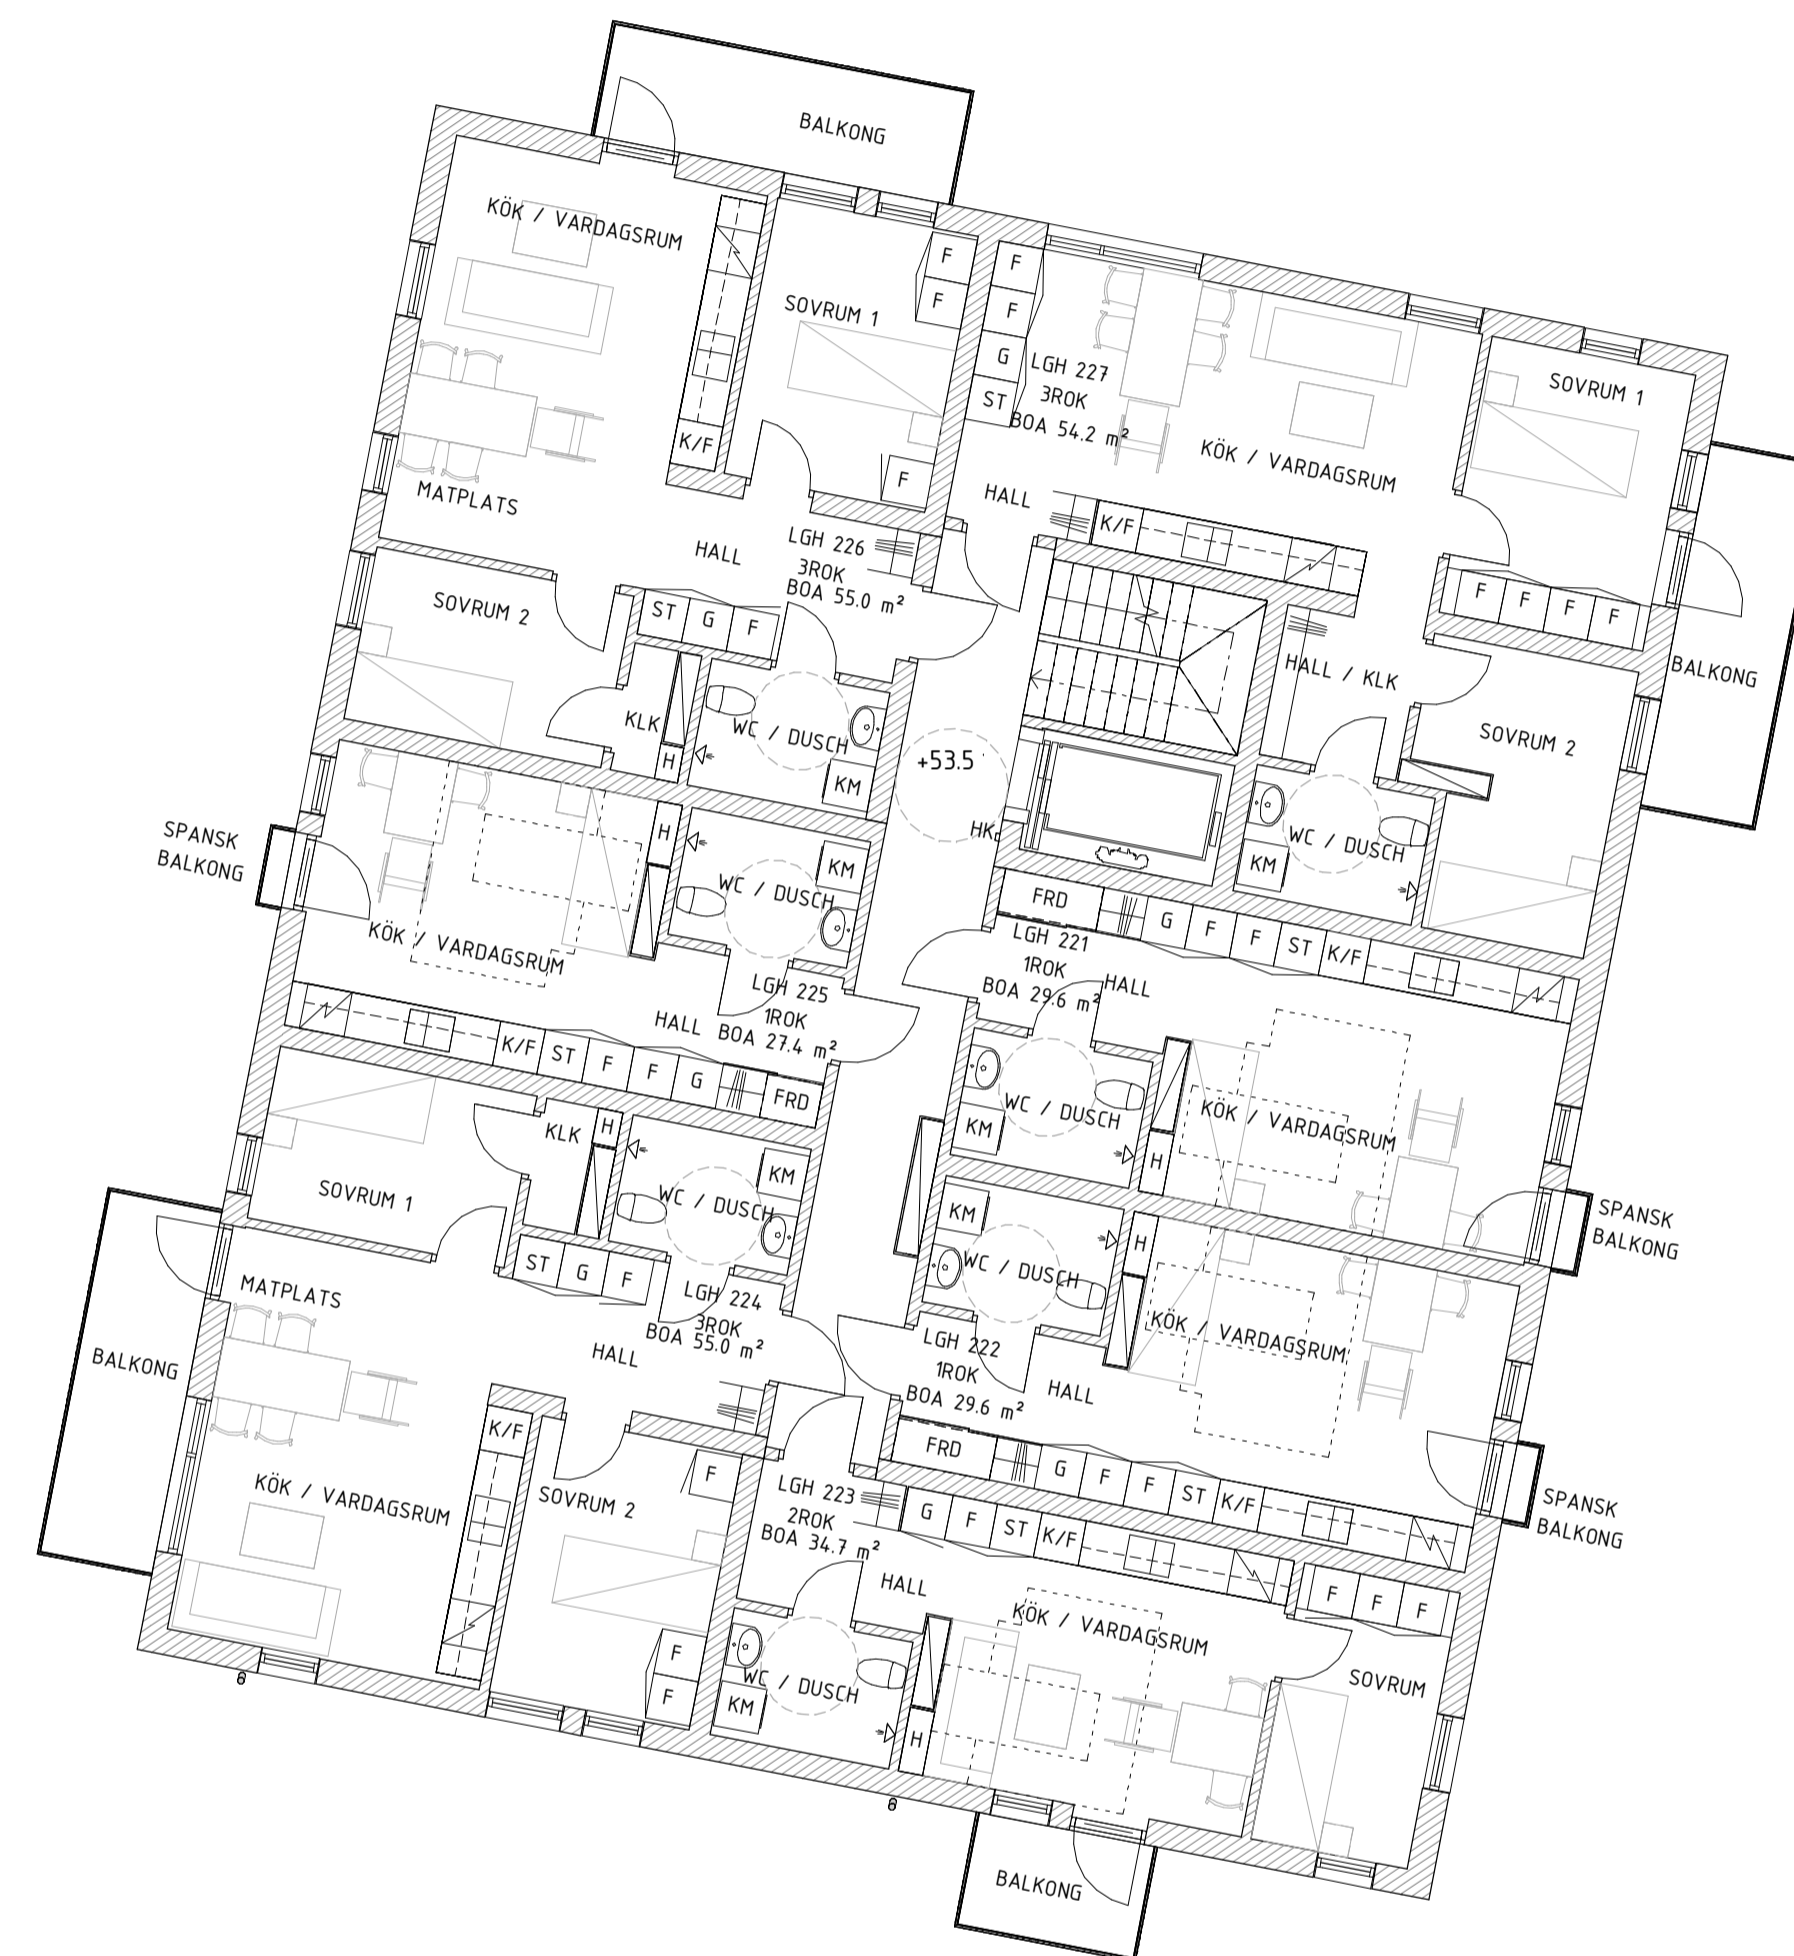 BALKONG
KÖK / VARDAGSRUM
SOVRUM 1
F
F
K/F
F
MATPLATS
HALL
LGH 226
3ROK
BOA 55.0 m²
SOVRUM 2
ST G F
KLK
H
WC / DUSCH
KM
F
F
G
ST
LGH 227
3ROK
BOA 54.2 m²
KÖK / VARDAGSRUM
HALL
K/F
SOVRUM 1
F F F F
BALKONG
HALL / KLK
SOVRUM 2
WC / DUSCH
KM
+53.5
HK
SPANSK
BALKONG
H
KM
WC / DUSCH
KÖK / VARDAGSRUM
LGH 225
1ROK
BOA 27.4 m²
HALL
K/F ST F F G FRD
FRD G F F ST K/F
LGH 221
1ROK
BOA 29.6 m²
HALL
WC / DUSCH
KM
H
KÖK / VARDAGSRUM
SPANSK
BALKONG
KLK
H
KM
WC / DUSCH
SOVRUM 1
ST G F
MATPLATS
LGH 224
3ROK
BOA 55.0 m²
HALL
BALKONG
K/F
KÖK / VARDAGSRUM
SOVRUM 2
F
F
F
KM
H
WC / DUSCH
KÖK / VARDAGSRUM
LGH 222
1ROK
BOA 29.6 m²
HALL
FRD G F F ST K/F
SPANSK
BALKONG
LGH 223
2ROK
BOA 34.7 m²
G F ST K/F
F F F
HALL
KÖK / VARDAGSRUM
SOVRUM
WC / DUSCH
KM
H
BALKONG